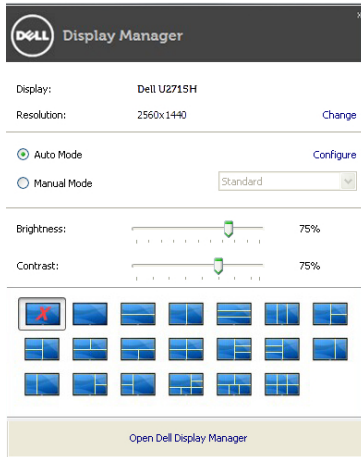 DELL Display Manager
Display: Dell U2715H
Resolution: 2560x1440 Change
Auto Mode Configure
Manual Mode Standard
Brightness: 75%
Contrast: 75%
Open Dell Display Manager